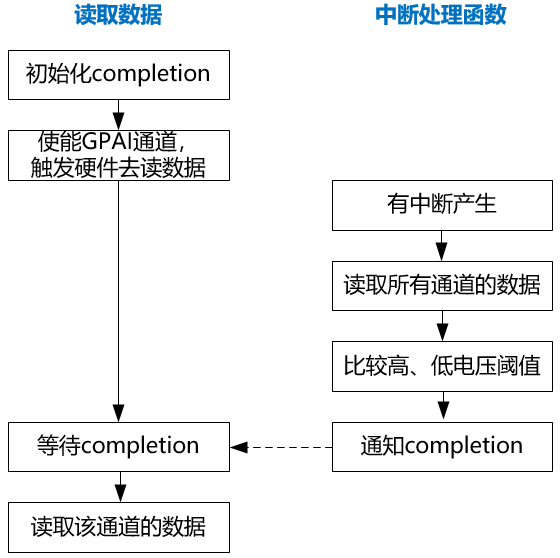 读取数据
初始化completion
使能GPAI通道，
触发硬件去读数据
等待completion
读取该通道的数据
中断处理函数
有中断产生
读取所有通道的数据
比较高、低电压阈值
通知completion